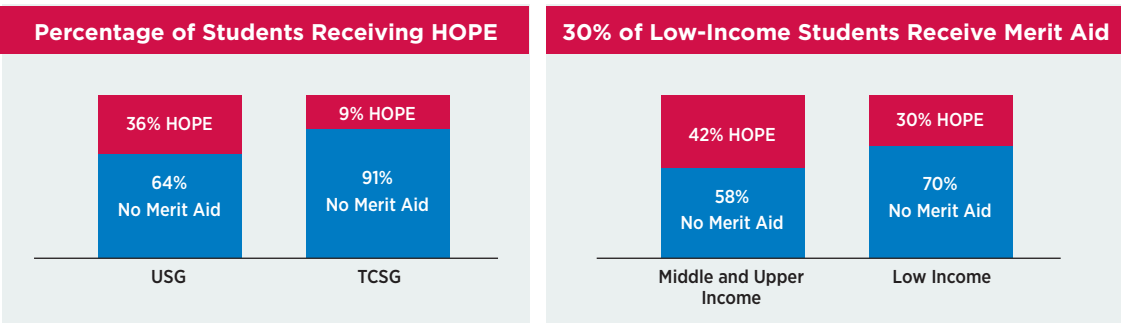 Percentage of Students Receiving HOPE
36% HOPE
64%
No Merit Aid
9% HOPE
91%
No Merit Aid
USG
TCSG
30% of Low-Income Students Receive Merit Aid
42% HOPE
58%
No Merit Aid
30% HOPE
70%
No Merit Aid
Middle and Upper
Income
Low Income